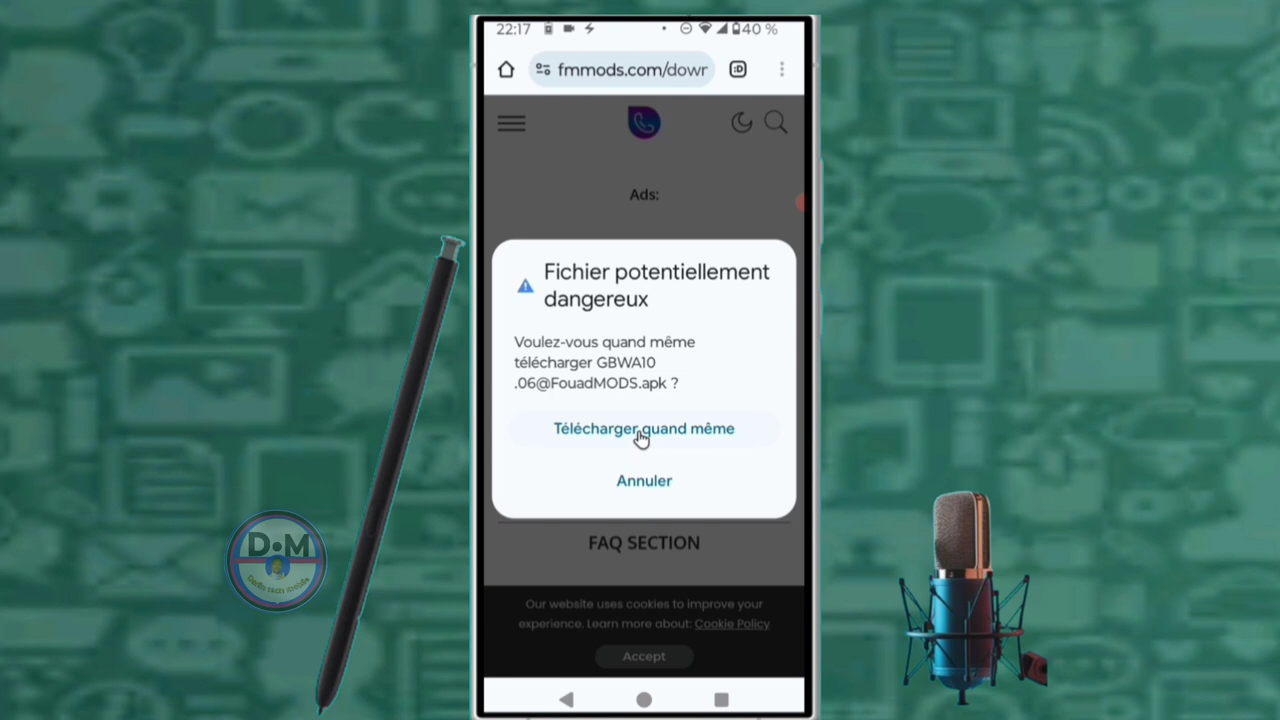 22:17
40 %
fmmods.com/dowr
:D
Ads:
Fichier potentiellement
dangereux
Voulez-vous quand même
télécharger GBWA10
.06@FouadMODS.apk ?
Télécharger quand même
Annuler
FAQ SECTION
Our website uses cookies to improve your
experience. Learn more about: Cookie Policy
Accept
D•M